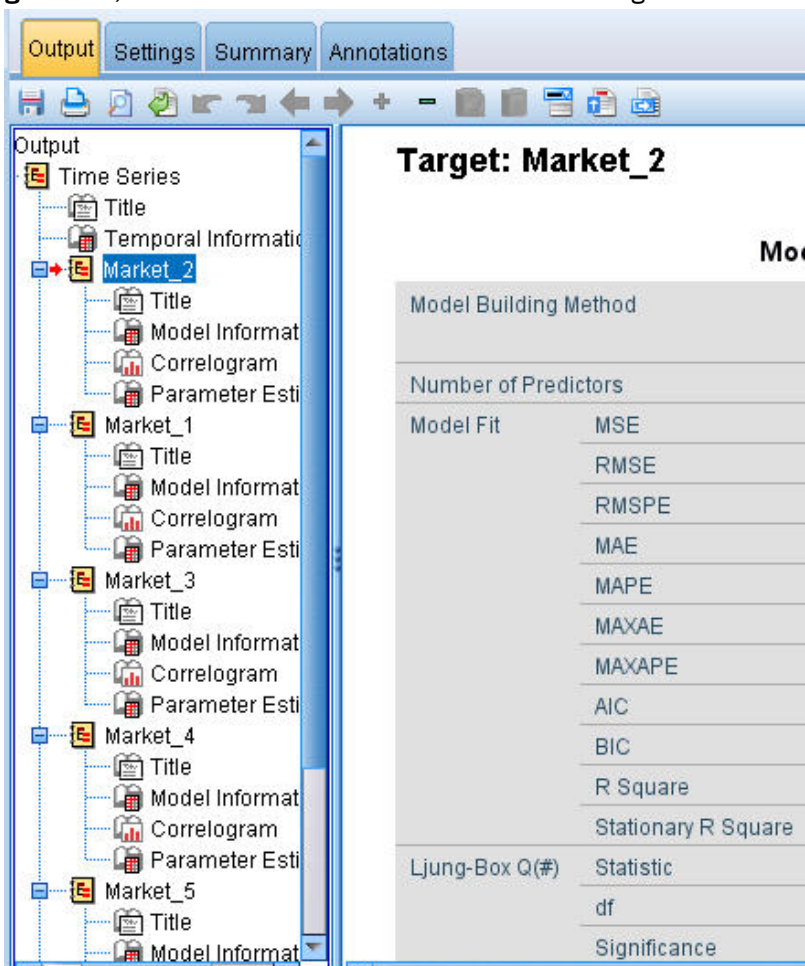 Output Settings Summary Annotations
Output
Time Series
Title
Temporal Informatic
Market_2
Title
Model Informat
Correlogram
Parameter Esti
Market_1
Title
Model Informat
Correlogram
Parameter Esti
Market_3
Title
Model Informat
Correlogram
Parameter Esti
Market_4
Title
Model Informat
Correlogram
Parameter Esti
Market_5
Title
Model Informat
Target: Market_2
Mod
Model Building Method
Number of Predictors
Model Fit MSE
RMSE
RMSPE
MAE
MAPE
MAXAE
MAXAPE
AIC
BIC
R Square
Stationary R Square
Ljung-Box Q(#) Statistic
df
Significance